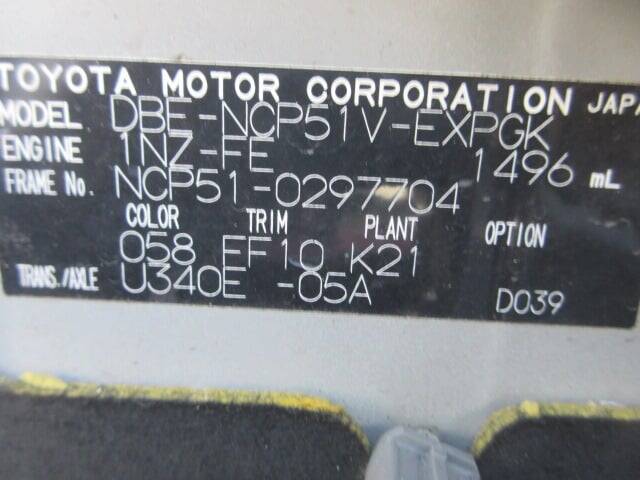 TOYOTA MOTOR CORPORATION JAPA
MODEL DBE-NCP51V-EXPGK
ENGINE 1NZ-FE 1496 mL
FRAME No. NCP51-0297704
COLOR TRIM PLANT OPTION
058 EF10 K21
TRANS./AXLE U340E -05A D039